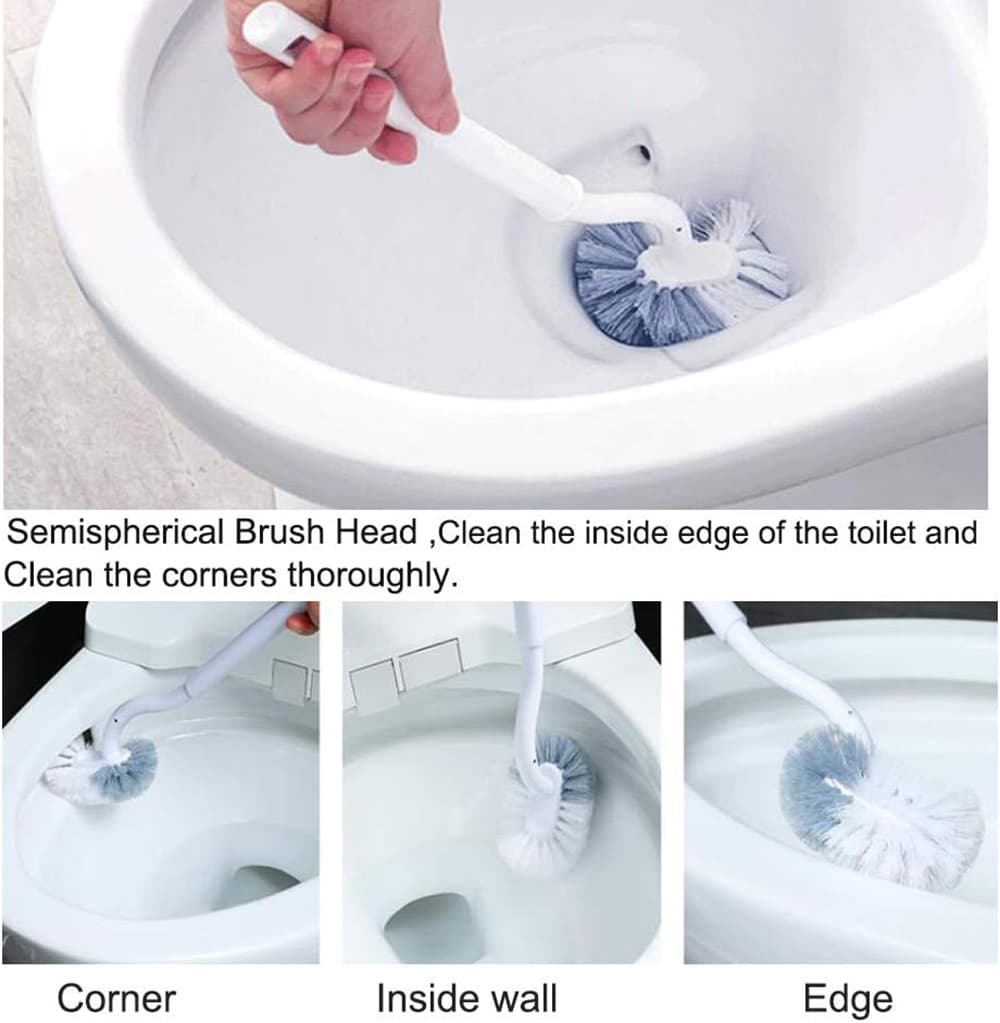 Semispherical Brush Head ,Clean the inside edge of the toilet and
Clean the corners thoroughly.
Corner
Inside wall
Edge